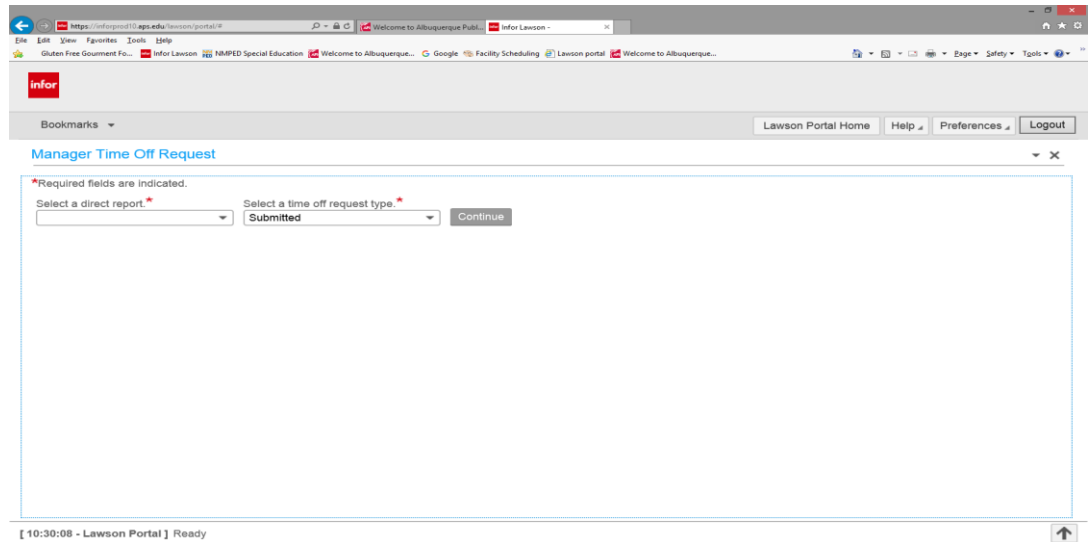 https://inforprod10.aps.edu/lawson/portal/#
Welcome to Albuquerque Publ...
Infor Lawson -
File Edit View Favorites Tools Help
Gluten Free Gourment Fo... Infor Lawson NMPED Special Education Welcome to Albuquerque... Google Facility Scheduling Lawson portal Welcome to Albuquerque... Page Safety Tools
infor
Bookmarks Lawson Portal Home Help Preferences Logout
Manager Time Off Request
*Required fields are indicated.
Select a direct report.* Select a time off request type.*
Submitted Continue
[ 10:30:08 - Lawson Portal ] Ready